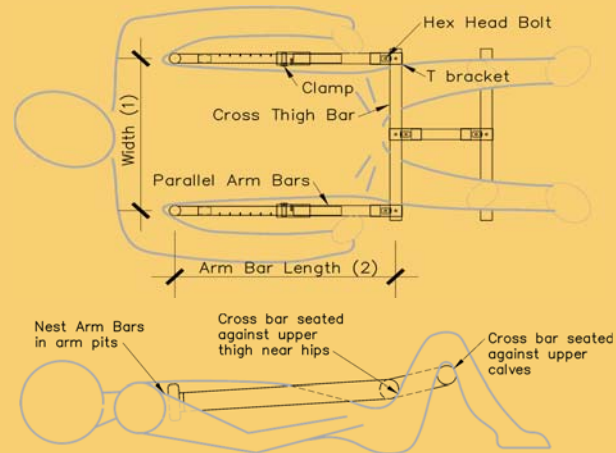 Hex Head Bolt
T bracket
Clamp
Cross Thigh Bar
Width (1)
Parallel Arm Bars
Arm Bar Length (2)
Nest Arm Bars
in arm pits
Cross bar seated
against upper
thigh near hips
Cross bar seated
against upper
calves